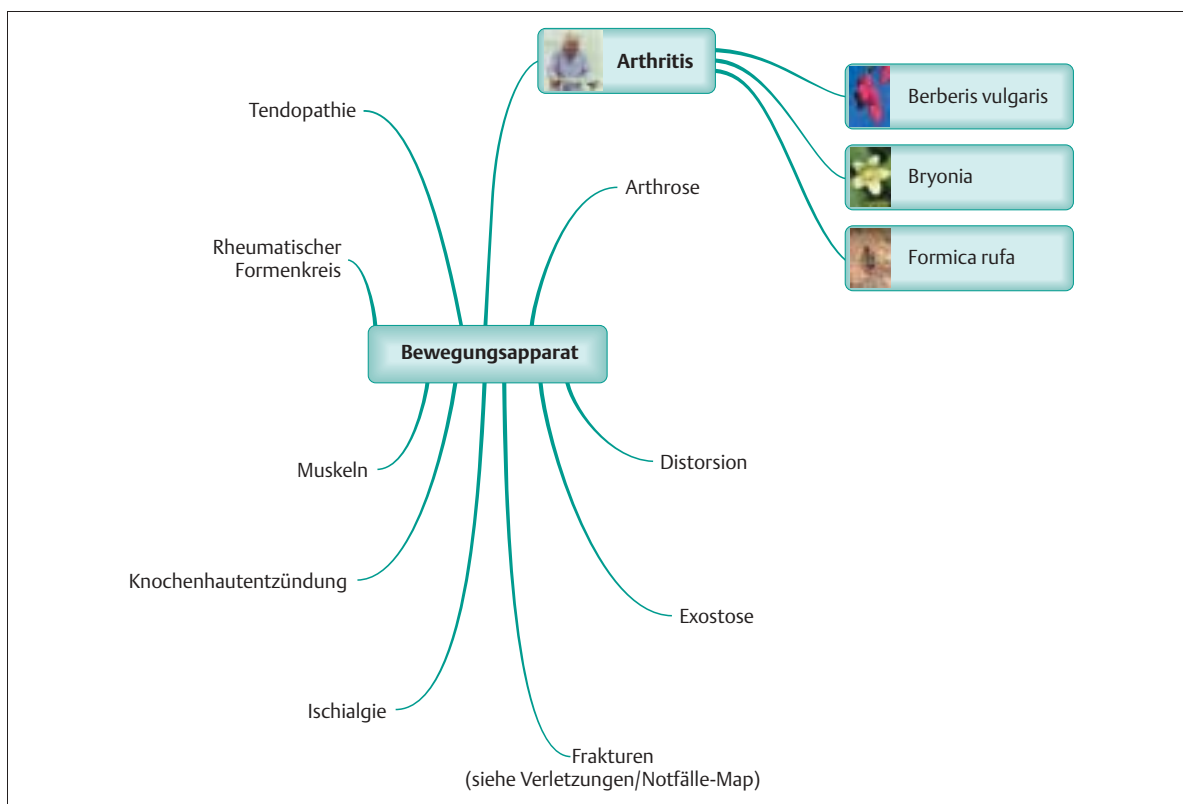 Arthritis
Berberis vulgaris
Bryonia
Formica rufa
Tendopathie
Arthrose
Rheumatischer
Formenkreis
Bewegungsapparat
Muskeln
Distorsion
Knochenhautentzündung
Exostose
Ischialgie
Frakturen
(siehe Verletzungen/Notfälle-Map)